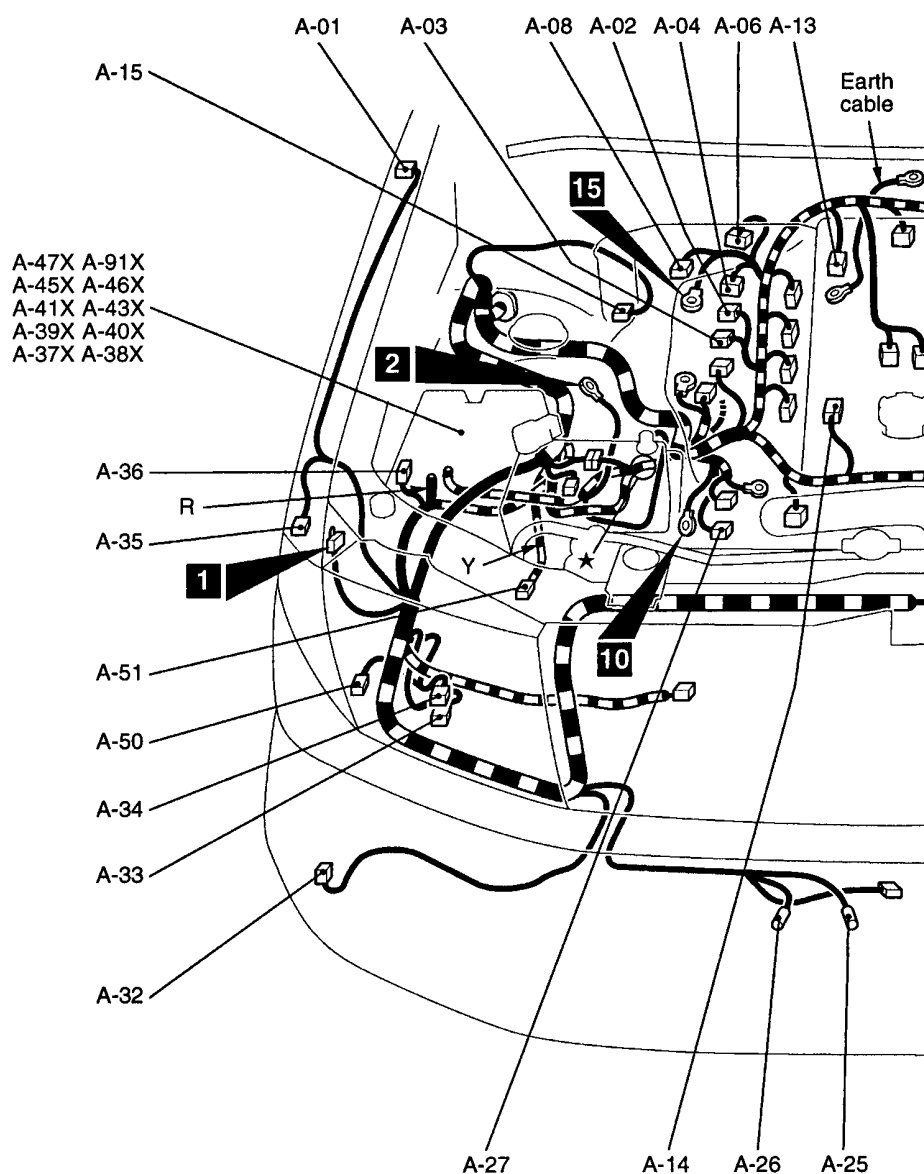 A-01 A-03 A-08 A-02 A-04 A-06 A-13
A-15
Earth
cable
15
A-47X A-91X
A-45X A-46X
A-41X A-43X
A-39X A-40X
A-37X A-38X
2
A-36
R
A-35
1
Y ★
10
A-51
A-50
A-34
A-33
A-32
A-27 A-14 A-26 A-25